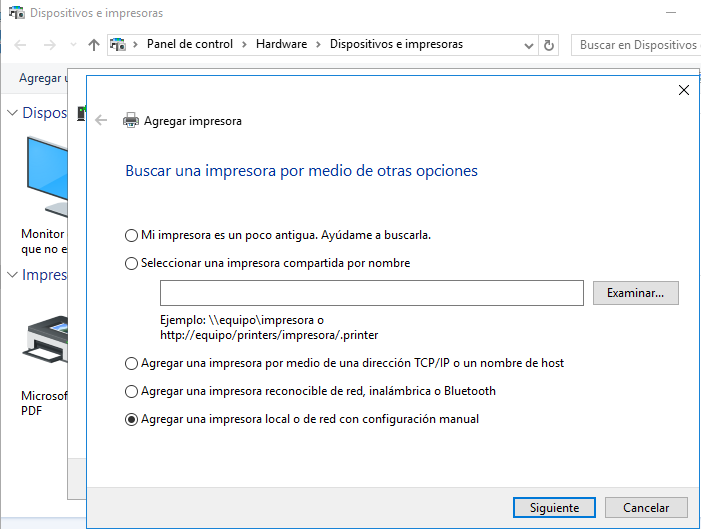 Dispositivos e impresoras
Panel de control > Hardware > Dispositivos e impresoras
Buscar en Dispositivos
Agregar
Agregar impresora
Buscar una impresora por medio de otras opciones
Mi impresora es un poco antigua. Ayúdame a buscarla.
Seleccionar una impresora compartida por nombre
Examinar...
Ejemplo: \\equipo\impresora o
http://equipo/printers/impresora/.printer
Agregar una impresora por medio de una dirección TCP/IP o un nombre de host
Agregar una impresora reconocible de red, inalámbrica o Bluetooth
Agregar una impresora local o de red con configuración manual
Siguiente
Cancelar
Dispos
Monitor
que no e
Impres
Microsof
PDF